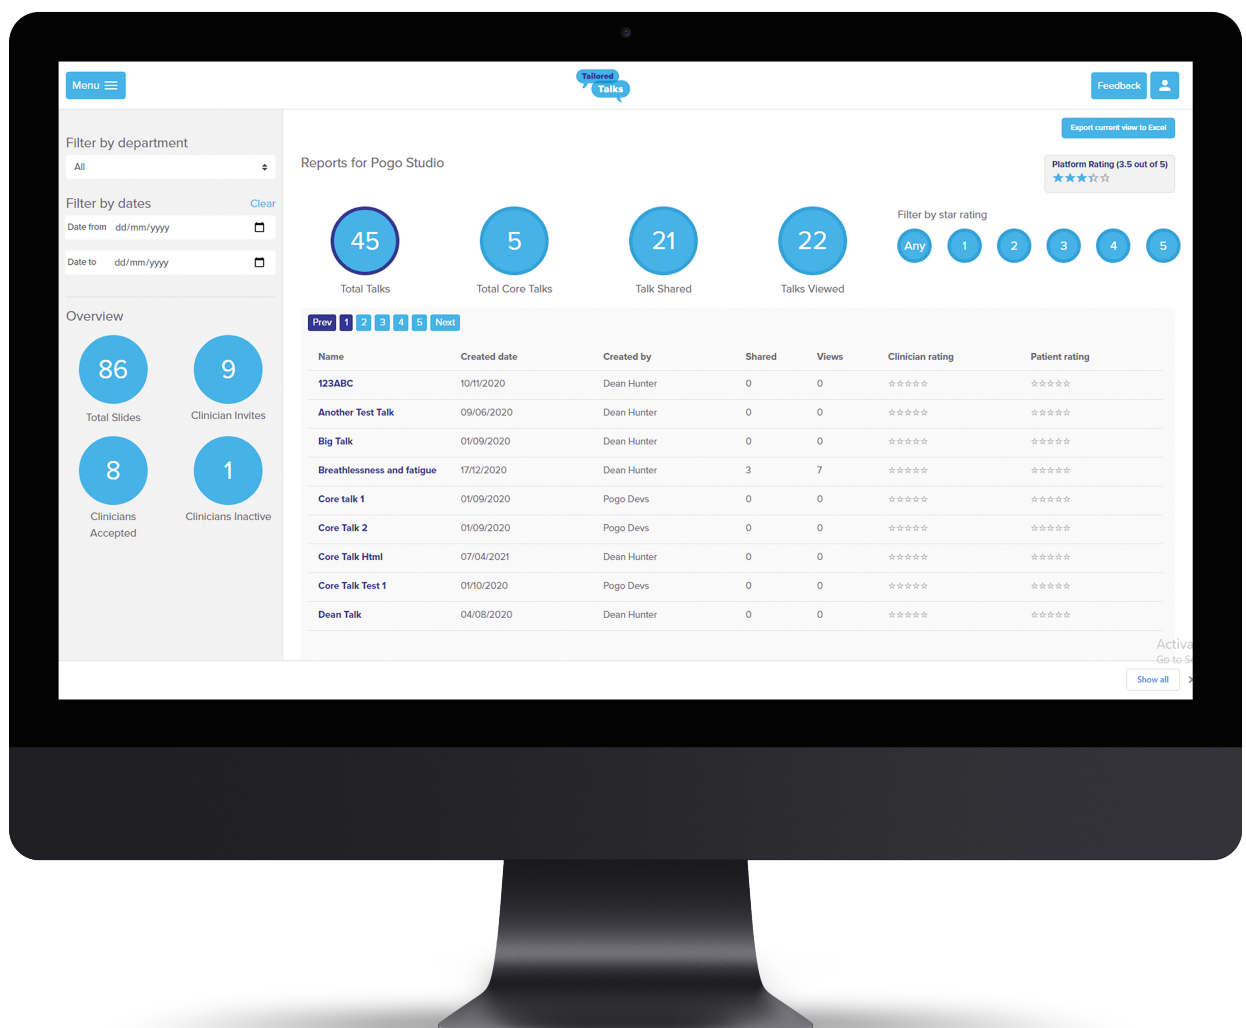 Menu
Tailored
Talks
Feedback
Export current view to Excel
Filter by department
All
Filter by dates Clear
Date from dd/mm/yyyy
Date to dd/mm/yyyy
Overview
86 9
Total Slides Clinician Invites
8 1
Clinicians Accepted
Clinicians Inactive
Reports for Pogo Studio
Platform Rating (3.5 out of 5)
45 5 21 22
Total Talks Total Core Talks Talk Shared Talks Viewed
Filter by star rating
Any 1 2 3 4 5
Prev 1 2 3 4 5 Next
Name Created date Created by Shared Views Clinician rating Patient rating
123ABC 10/11/2020 Dean Hunter 0 0
Another Test Talk 09/06/2020 Dean Hunter 0 0
Big Talk 01/09/2020 Dean Hunter 0 0
Breathlessness and fatigue 17/12/2020 Dean Hunter 3 7
Core talk 1 01/09/2020 Pogo Devs 0 0
Core Talk 2 01/09/2020 Pogo Devs 0 0
Core Talk Html 07/04/2021 Dean Hunter 0 0
Core Talk Test 1 01/10/2020 Pogo Devs 0 0
Dean Talk 04/08/2020 Dean Hunter 0 0
Activa
Go to S
Show all